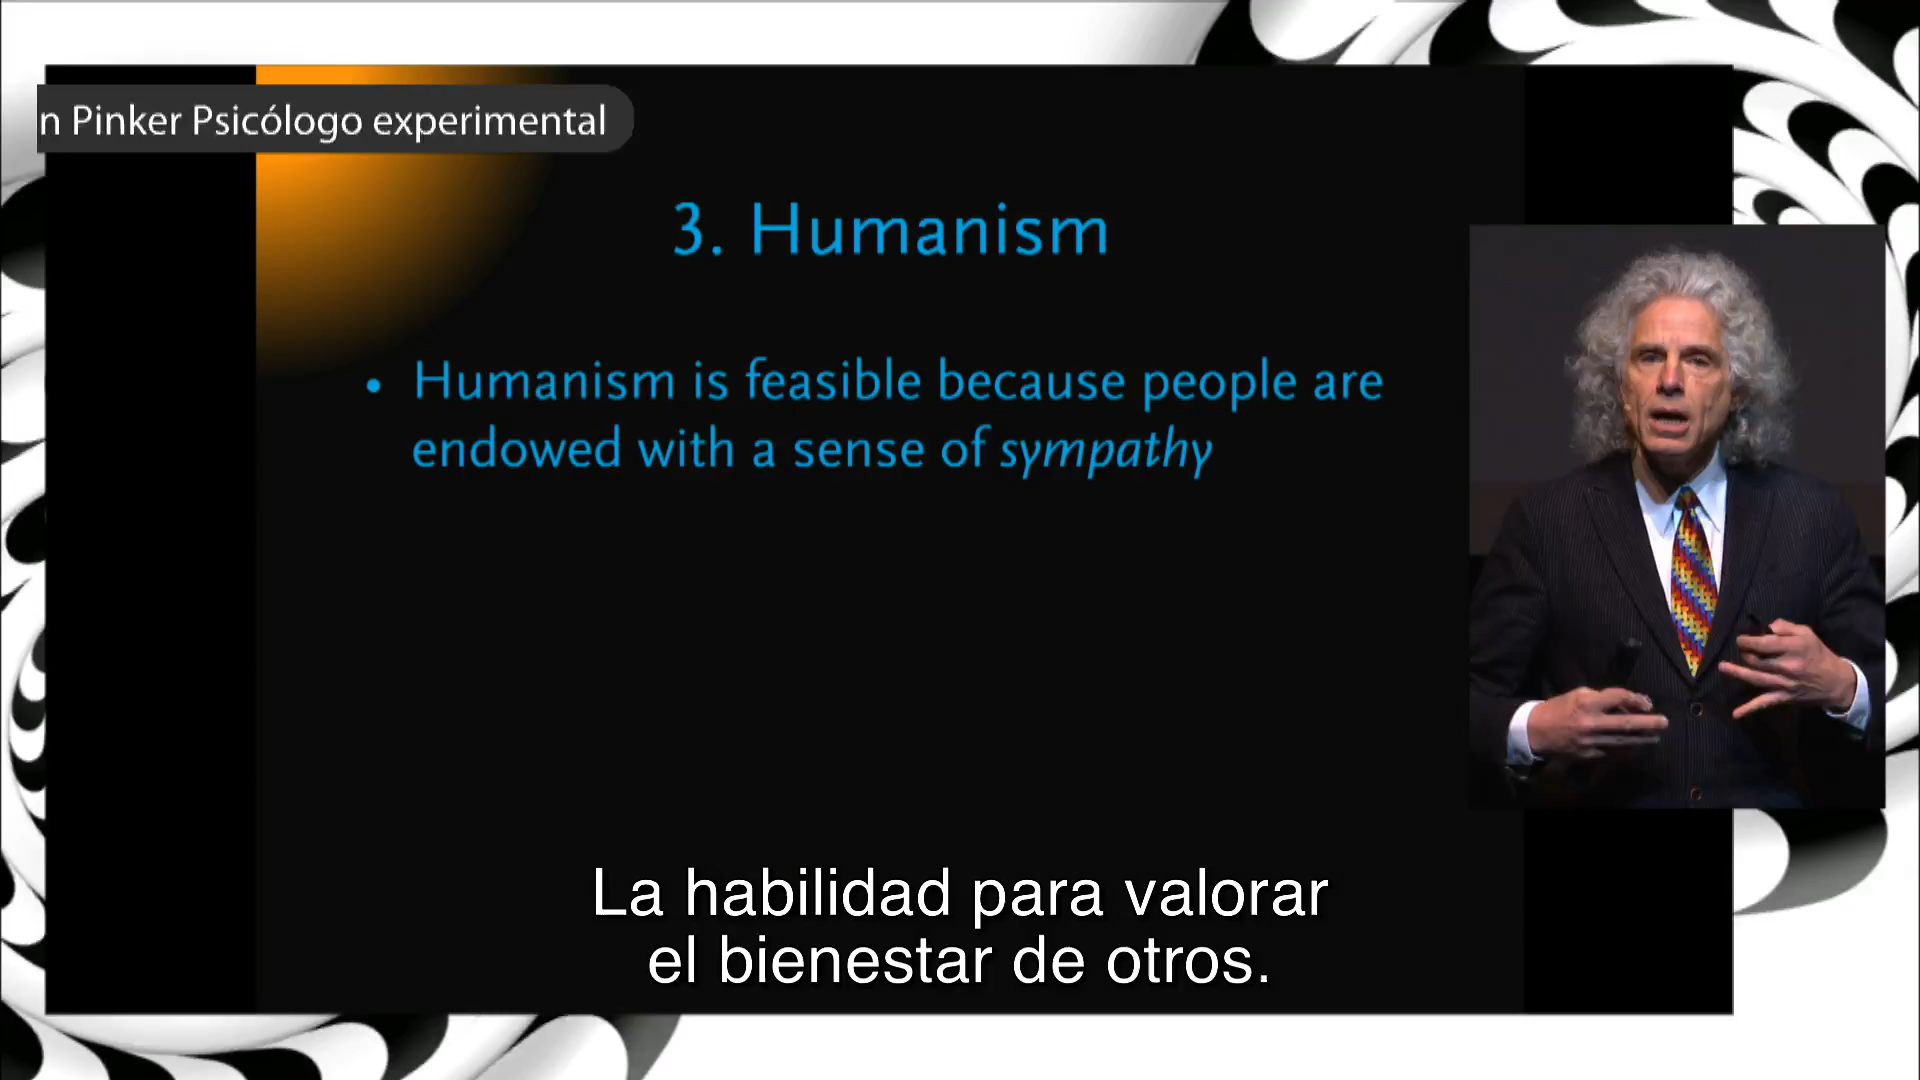 n Pinker Psicólogo experimental
3. Humanism
• Humanism is feasible because people are
endowed with a sense of sympathy
La habilidad para valorar
el bienestar de otros.